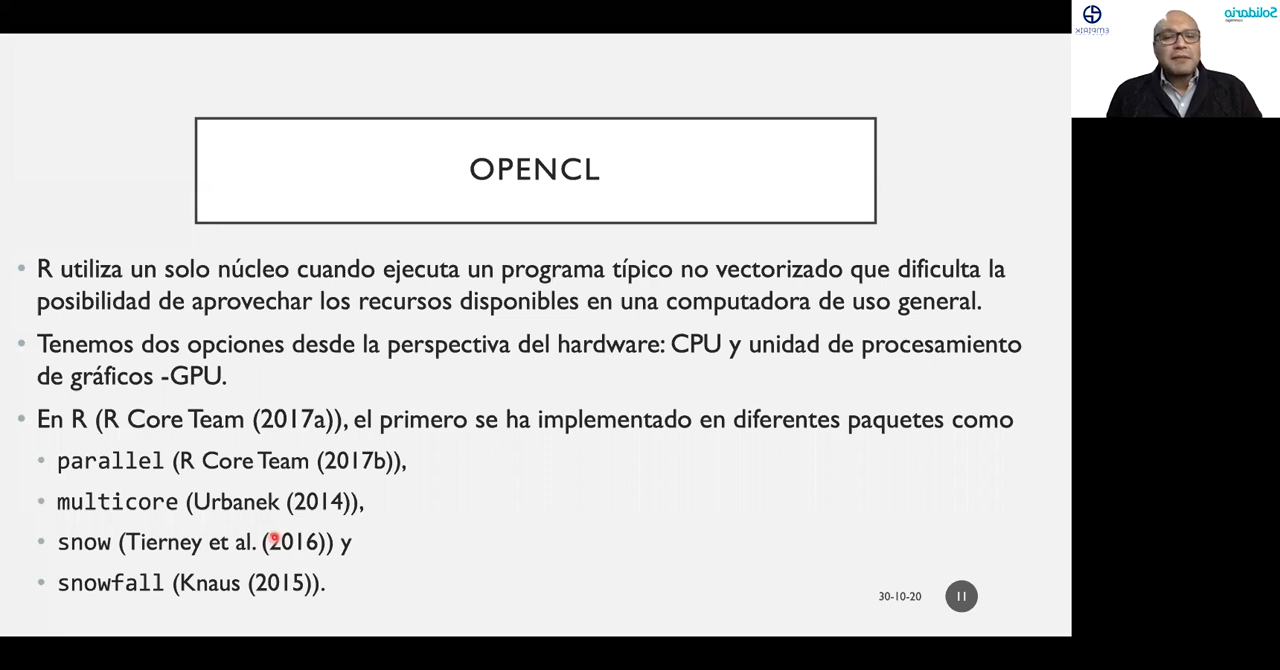 OPENCL
• R utiliza un solo núcleo cuando ejecuta un programa típico no vectorizado que dificulta la
posibilidad de aprovechar los recursos disponibles en una computadora de uso general.
• Tenemos dos opciones desde la perspectiva del hardware: CPU y unidad de procesamiento
de gráficos -GPU.
• En R (R Core Team (2017a)), el primero se ha implementado en diferentes paquetes como
• parallel (R Core Team (2017b)),
• multicore (Urbanek (2014)),
• snow (Tierney et al. (2016)) y
• snowfall (Knaus (2015)).
30-10-20
11
EMPIRIX
Solidario